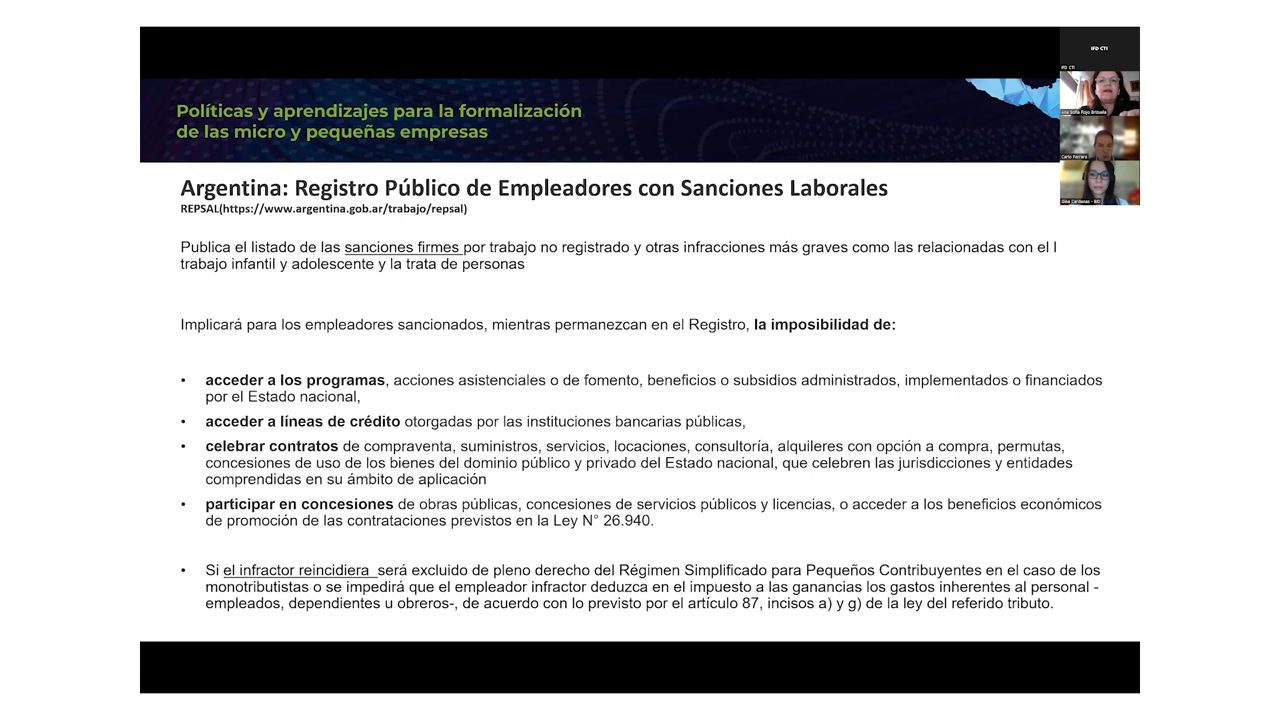 Políticas y aprendizajes para la formalización
de las micro y pequeñas empresas
IFD CTI
IFD CTI
Ana Sofia Rojo Brizuela
Carlo Ferraro
Gina Cardenas - BID
Argentina: Registro Público de Empleadores con Sanciones Laborales
REPSAL(https://www.argentina.gob.ar/trabajo/repsal)
Publica el listado de las sanciones firmes por trabajo no registrado y otras infracciones más graves como las relacionadas con el l
trabajo infantil y adolescente y la trata de personas
Implicará para los empleadores sancionados, mientras permanezcan en el Registro, la imposibilidad de:
• acceder a los programas, acciones asistenciales o de fomento, beneficios o subsidios administrados, implementados o financiados
por el Estado nacional,
• acceder a líneas de crédito otorgadas por las instituciones bancarias públicas,
• celebrar contratos de compraventa, suministros, servicios, locaciones, consultoría, alquileres con opción a compra, permutas,
concesiones de uso de los bienes del dominio público y privado del Estado nacional, que celebren las jurisdicciones y entidades
comprendidas en su ámbito de aplicación
• participar en concesiones de obras públicas, concesiones de servicios públicos y licencias, o acceder a los beneficios económicos
de promoción de las contrataciones previstos en la Ley N° 26.940.
• Si el infractor reincidiera será excluido de pleno derecho del Régimen Simplificado para Pequeños Contribuyentes en el caso de los
monotributistas o se impedirá que el empleador infractor deduzca en el impuesto a las ganancias los gastos inherentes al personal -
empleados, dependientes u obreros-, de acuerdo con lo previsto por el artículo 87, incisos a) y g) de la ley del referido tributo.